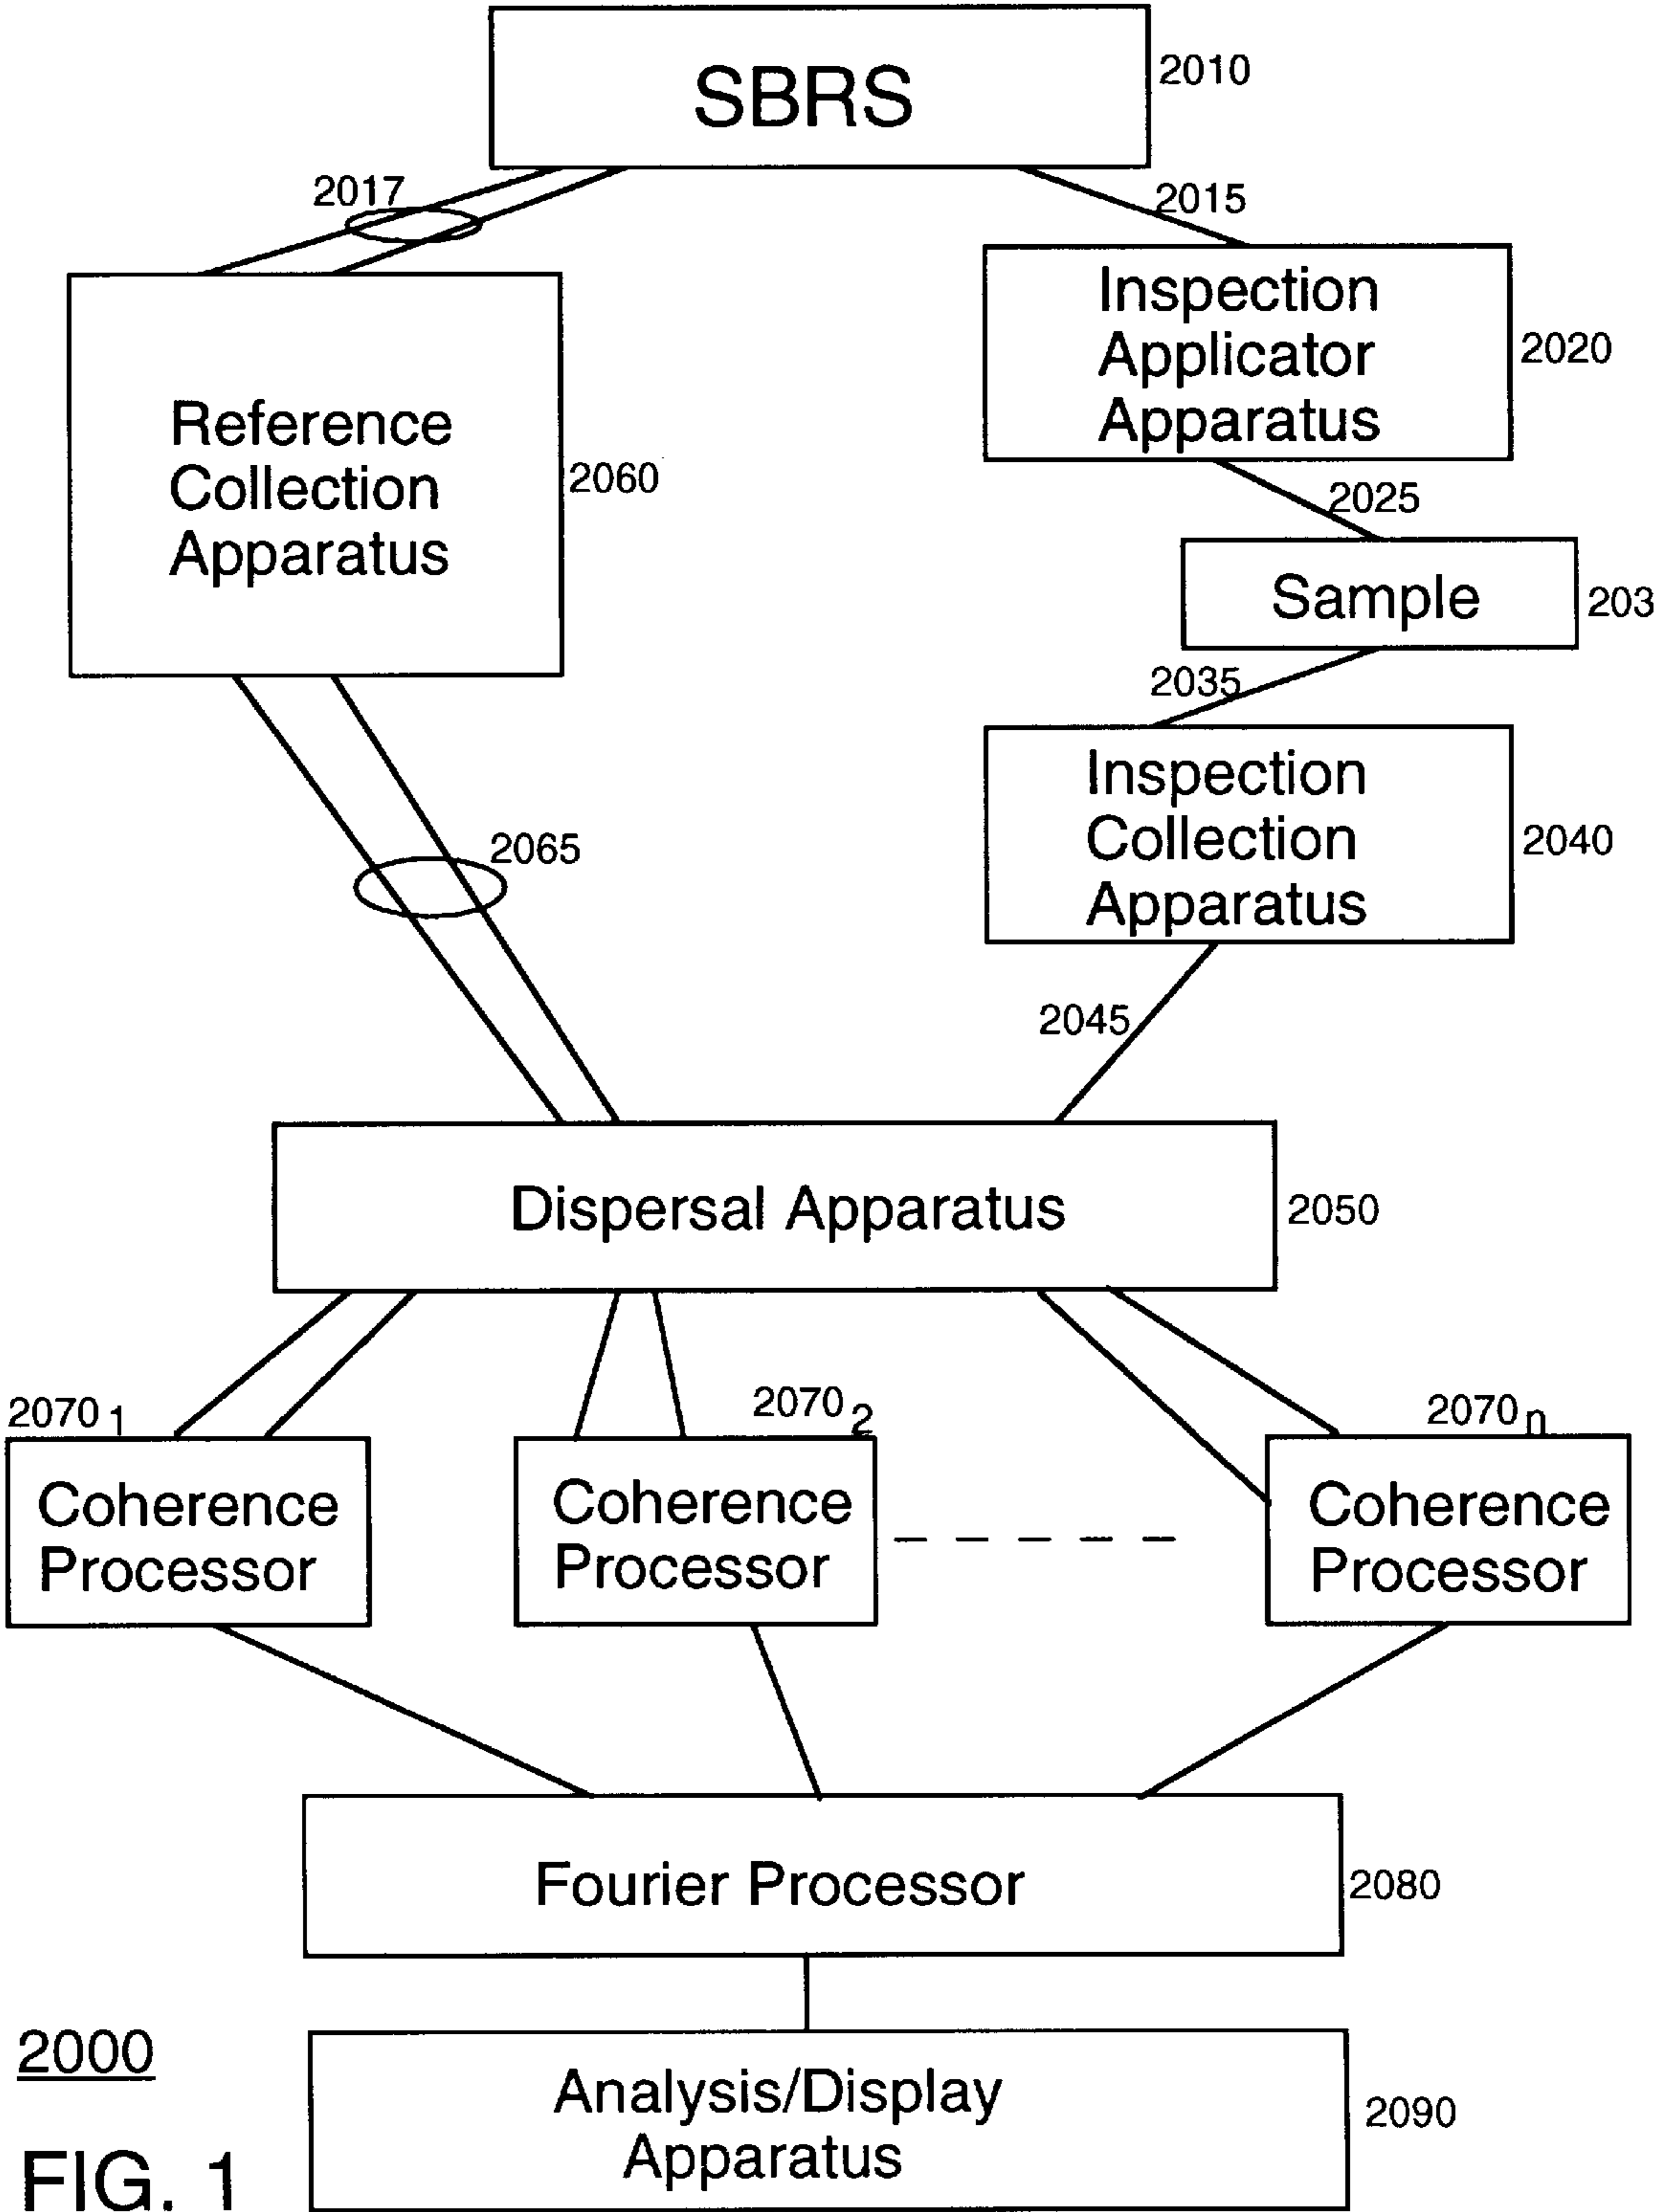 SBRS
2010
2017
2015
Inspection
Applicator
Apparatus
2020
Reference
Collection
Apparatus
2060
2025
Sample
203
2035
Inspection
Collection
Apparatus
2040
2065
2045
Dispersal Apparatus
2050
2070 1
2070 2
2070 n
Coherence
Processor
Coherence
Processor
Coherence
Processor
Fourier Processor
2080
2000
Analysis/Display
Apparatus
2090
FIG. 1